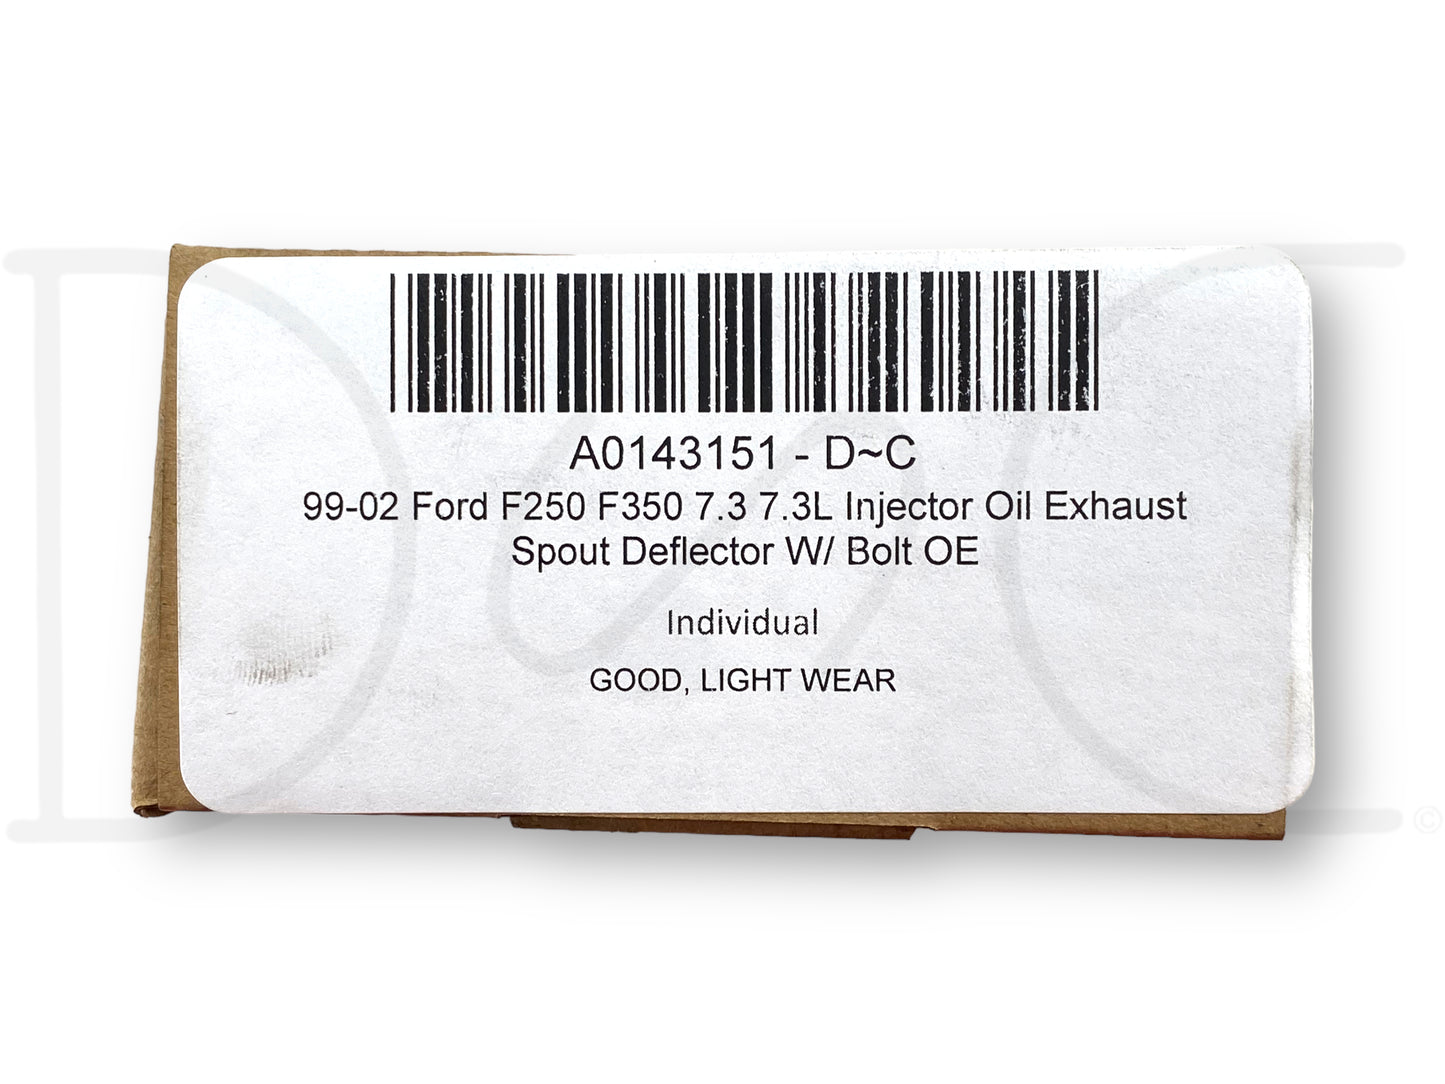 A0143151 - D~C
99-02 Ford F250 F350 7.3 7.3L Injector Oil Exhaust
Spout Deflector W/ Bolt OE
Individual
GOOD, LIGHT WEAR
D~C
©